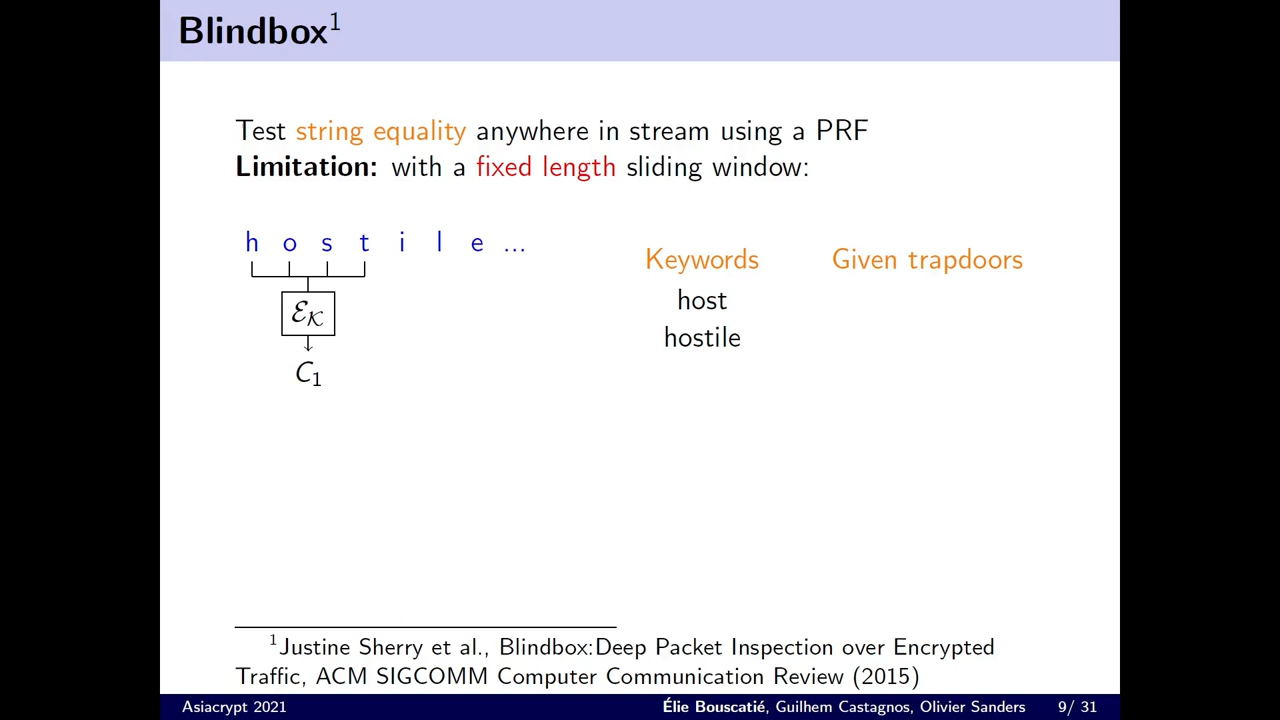 Blindbox¹
Test string equality anywhere in stream using a PRF
Limitation: with a fixed length sliding window:
h o s t i l e ...
ℰ𝒦
C₁
Keywords Given trapdoors
host
hostile
¹Justine Sherry et al., Blindbox:Deep Packet Inspection over Encrypted
Traffic, ACM SIGCOMM Computer Communication Review (2015)
Asiacrypt 2021 Élie Bouscatié, Guilhem Castagnos, Olivier Sanders 9/ 31